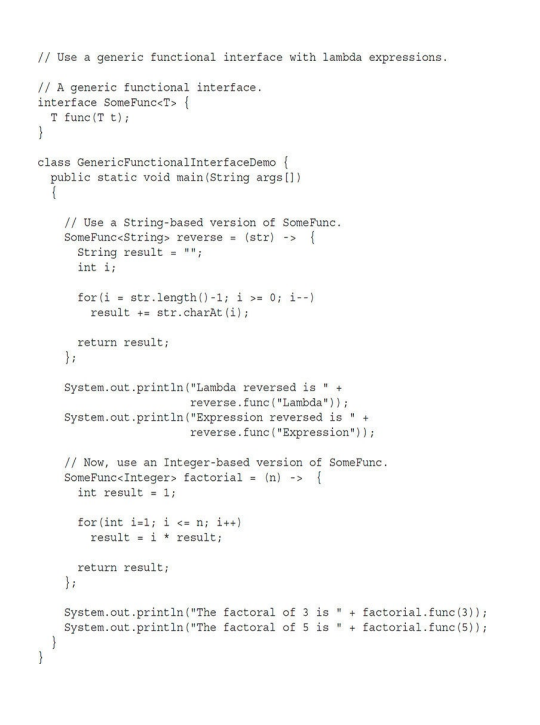 // Use a generic functional interface with lambda expressions.

// A generic functional interface.
interface SomeFunc<T> {
  T func(T t);
}

class GenericFunctionalInterfaceDemo {
  public static void main(String args[])
  {

    // Use a String-based version of SomeFunc.
    SomeFunc<String> reverse = (str) ->  {
      String result = "";
      int i;

      for(i = str.length()-1; i >= 0; i--)
        result += str.charAt(i);

      return result;
    };

    System.out.println("Lambda reversed is " +
                       reverse.func("Lambda"));
    System.out.println("Expression reversed is " +
                       reverse.func("Expression"));

    // Now, use an Integer-based version of SomeFunc.
    SomeFunc<Integer> factorial = (n) ->  {
      int result = 1;

      for(int i=1; i <= n; i++)
        result = i * result;

      return result;
    };

    System.out.println("The factoral of 3 is " + factorial.func(3));
    System.out.println("The factoral of 5 is " + factorial.func(5));
  }
}